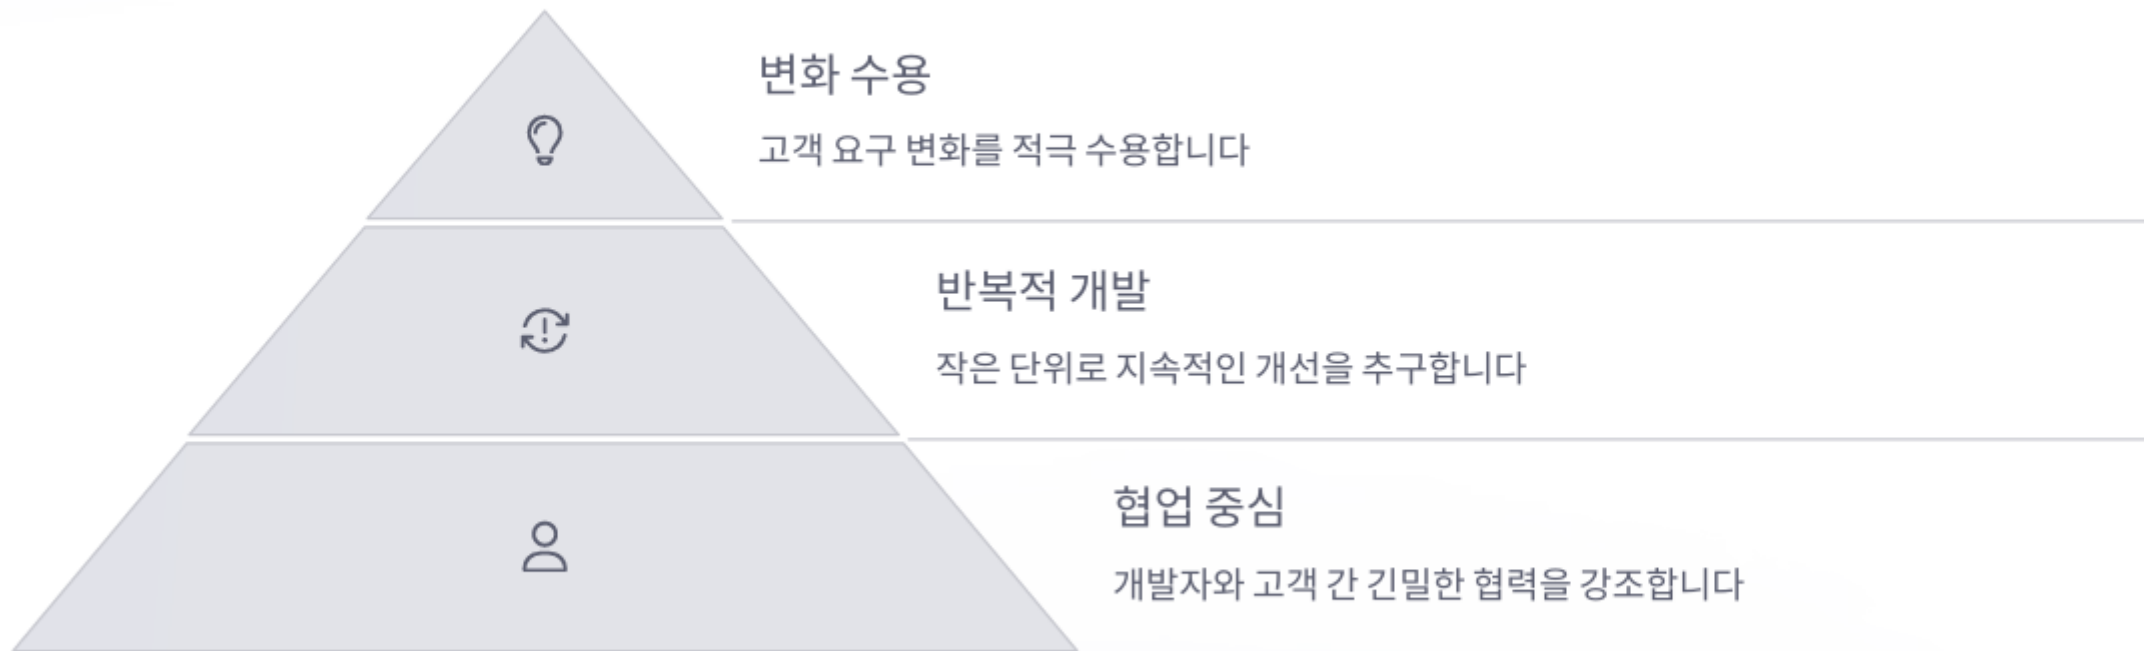 변화 수용
고객 요구 변화를 적극 수용합니다
반복적 개발
작은 단위로 지속적인 개선을 추구합니다
협업 중심
개발자와 고객 간 긴밀한 협력을 강조합니다